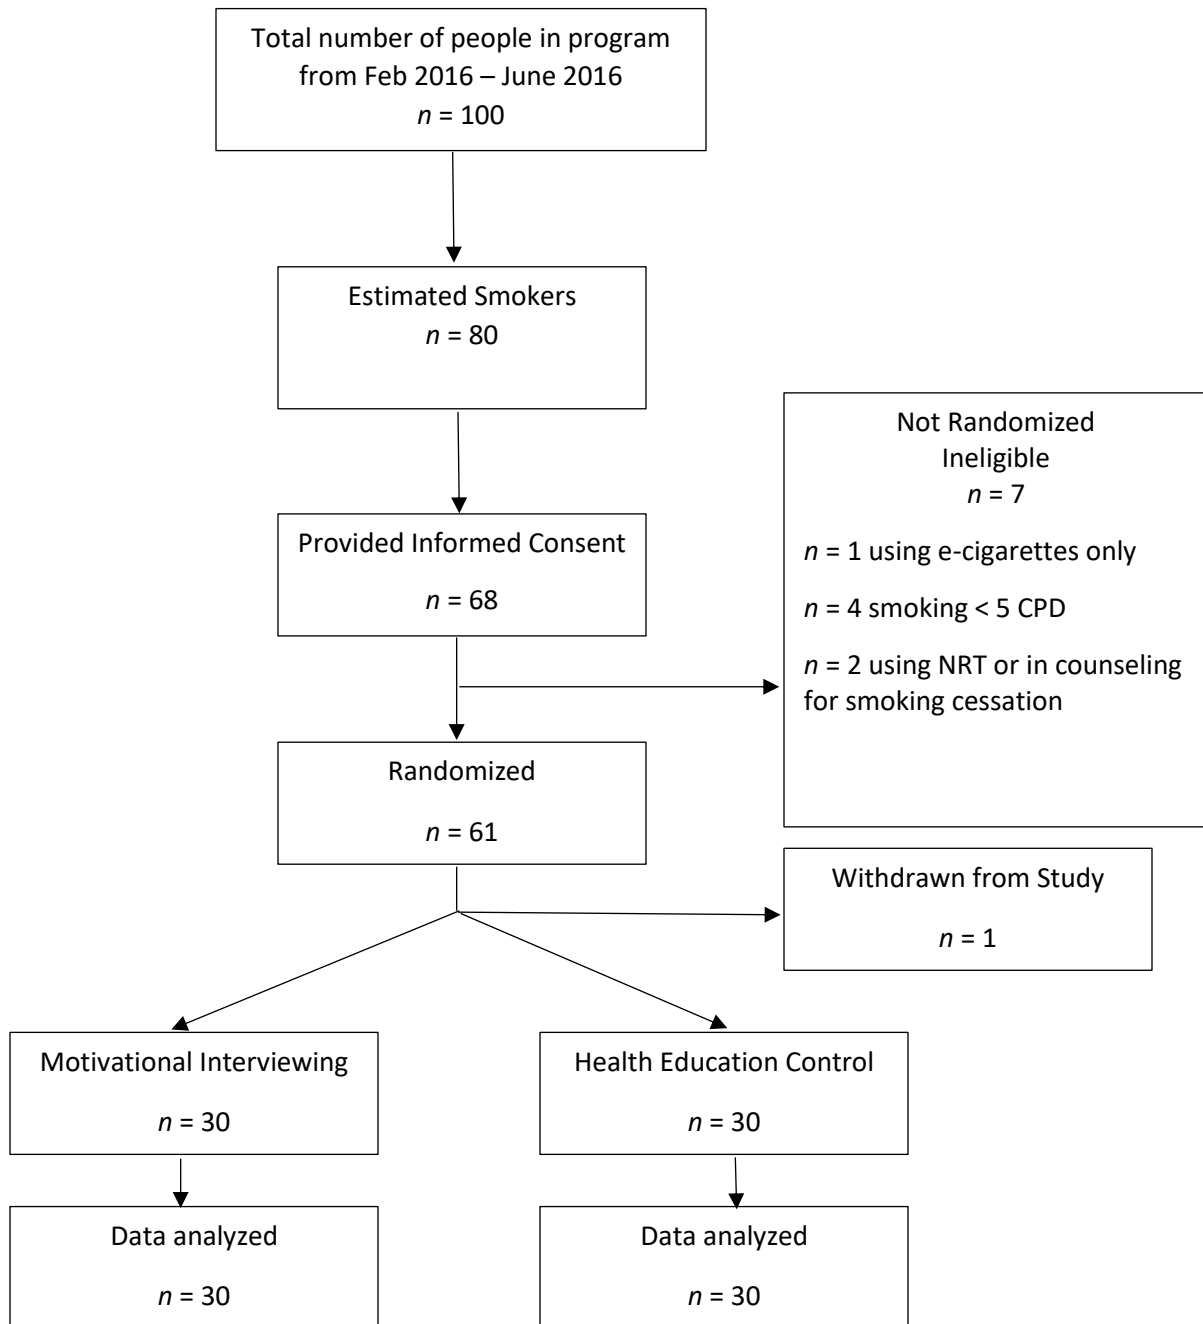 Total number of people in program
from Feb 2016 – June 2016
n = 100
Estimated Smokers
n = 80
Not Randomized
Ineligible
n = 7
n = 1 using e-cigarettes only
n = 4 smoking < 5 CPD
n = 2 using NRT or in counseling
for smoking cessation
Provided Informed Consent
n = 68
Randomized
n = 61
Withdrawn from Study
n = 1
Motivational Interviewing
n = 30
Health Education Control
n = 30
Data analyzed
n = 30
Data analyzed
n = 30